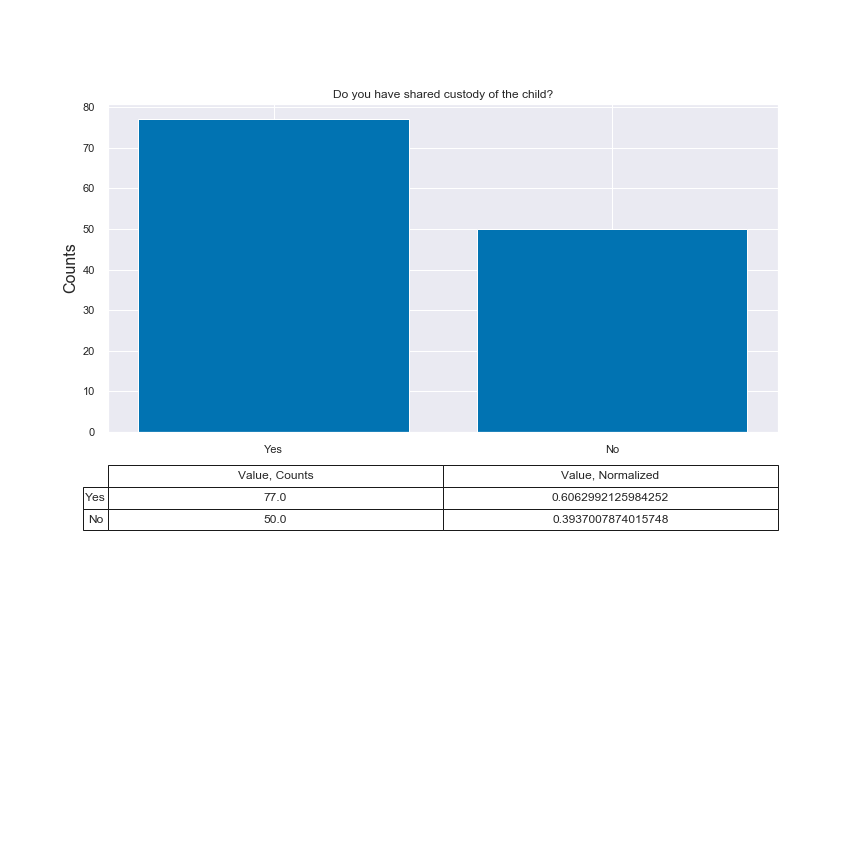 Do you have shared custody of the child?
80
70
60
50
40
30
20
10
0
Counts
Yes No
Value, Counts Value, Normalized
Yes 77.0 0.6062992125984252
No 50.0 0.3937007874015748